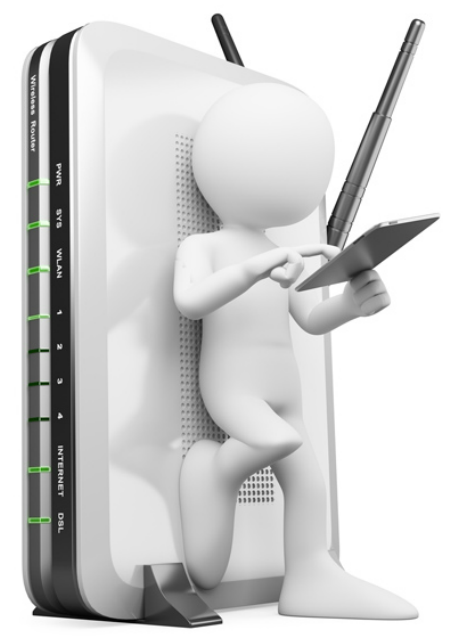 Wireless Router
PWR
SYS
WLAN
1
2
3
4
INTERNET
DSL